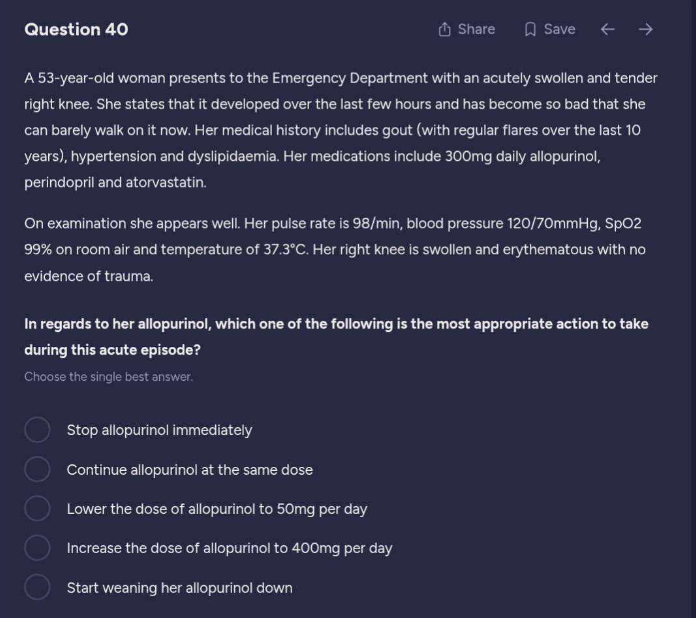 Question 40
Share
Save
A 53-year-old woman presents to the Emergency Department with an acutely swollen and tender
right knee. She states that it developed over the last few hours and has become so bad that she
can barely walk on it now. Her medical history includes gout (with regular flares over the last 10
years), hypertension and dyslipidaemia. Her medications include 300mg daily allopurinol,
perindopril and atorvastatin.
On examination she appears well. Her pulse rate is 98/min, blood pressure 120/70mmHg, SpO2
99% on room air and temperature of 37.3°C. Her right knee is swollen and erythematous with no
evidence of trauma.
In regards to her allopurinol, which one of the following is the most appropriate action to take
during this acute episode?
Choose the single best answer.
Stop allopurinol immediately
Continue allopurinol at the same dose
Lower the dose of allopurinol to 50mg per day
Increase the dose of allopurinol to 400mg per day
Start weaning her allopurinol down